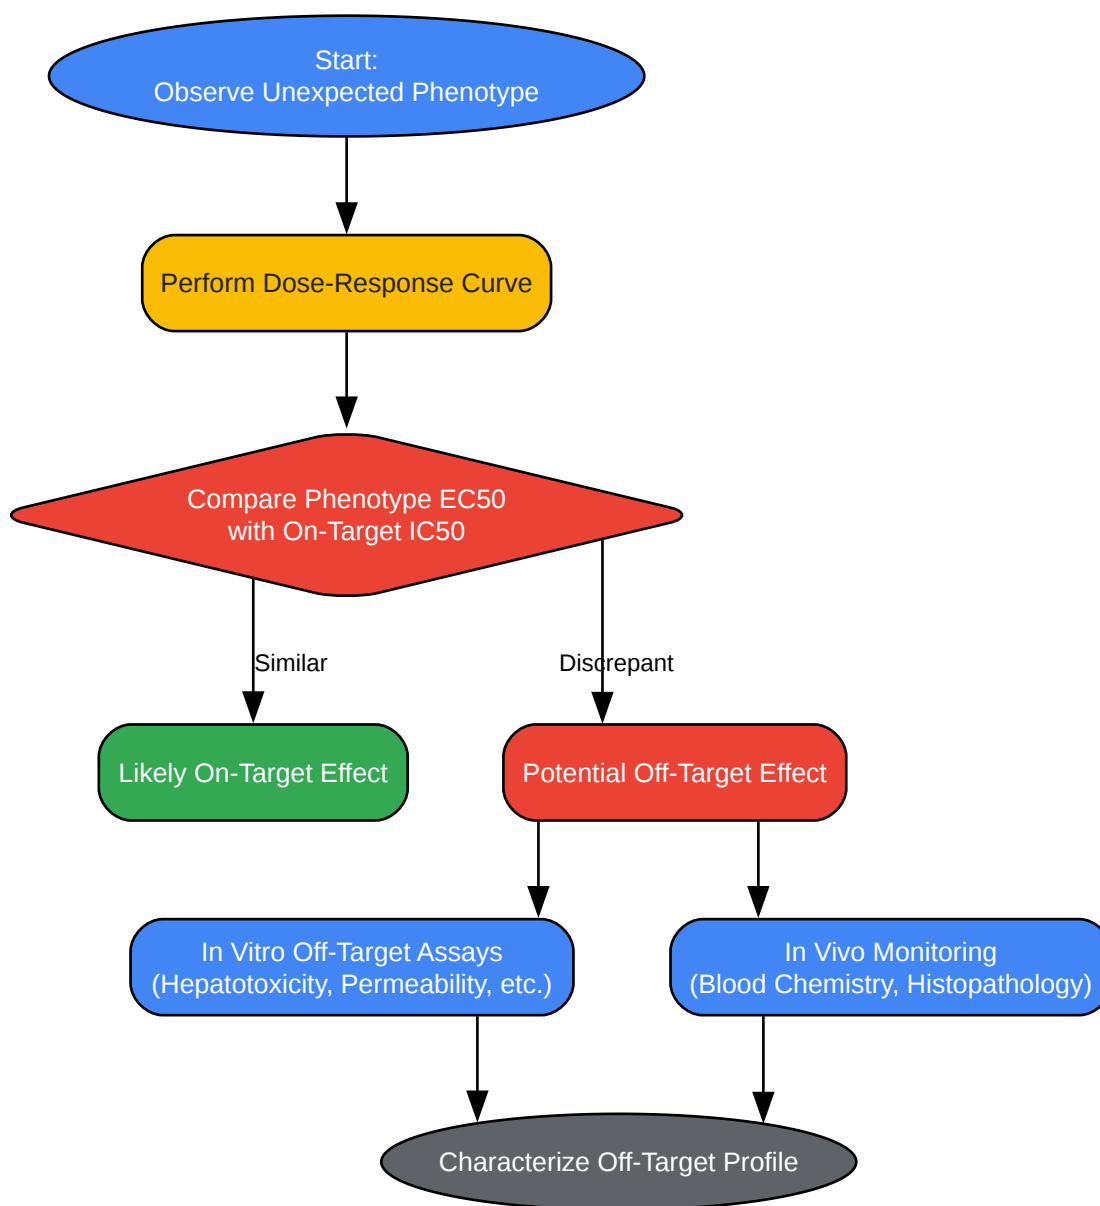 Start:
Observe Unexpected Phenotype
Perform Dose-Response Curve
Compare Phenotype EC50
with On-Target IC50
Similar
Discrepant
Likely On-Target Effect
Potential Off-Target Effect
In Vitro Off-Target Assays
(Hepatotoxicity, Permeability, etc.)
In Vivo Monitoring
(Blood Chemistry, Histopathology)
Characterize Off-Target Profile